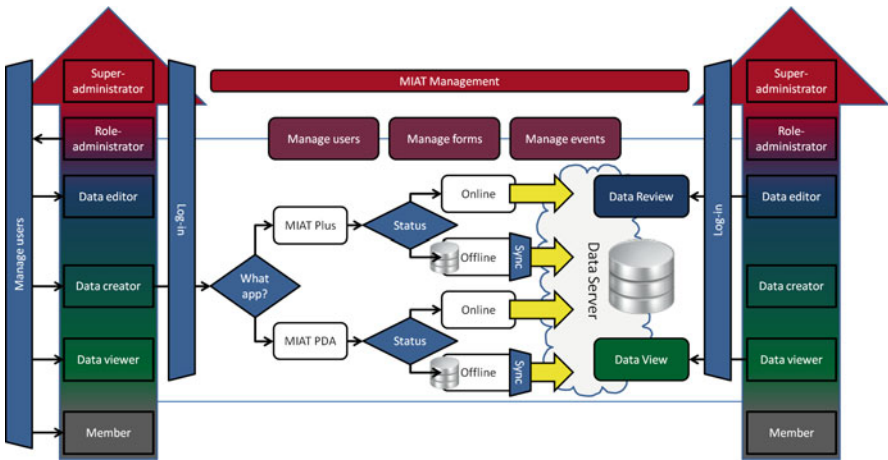 Super-
administrator
MIAT Management
Super-
administrator
Role-
administrator
Manage users
Manage forms
Manage events
Role-
administrator
Manage users
Data editor
Log-in
Online
Data Review
Log-in
Data editor
MIAT Plus
Status
Offline
Sync
Data Server
Data creator
What
app?
Data creator
Online
MIAT PDA
Status
Data viewer
Offline
Sync
Data View
Data viewer
Member
Member